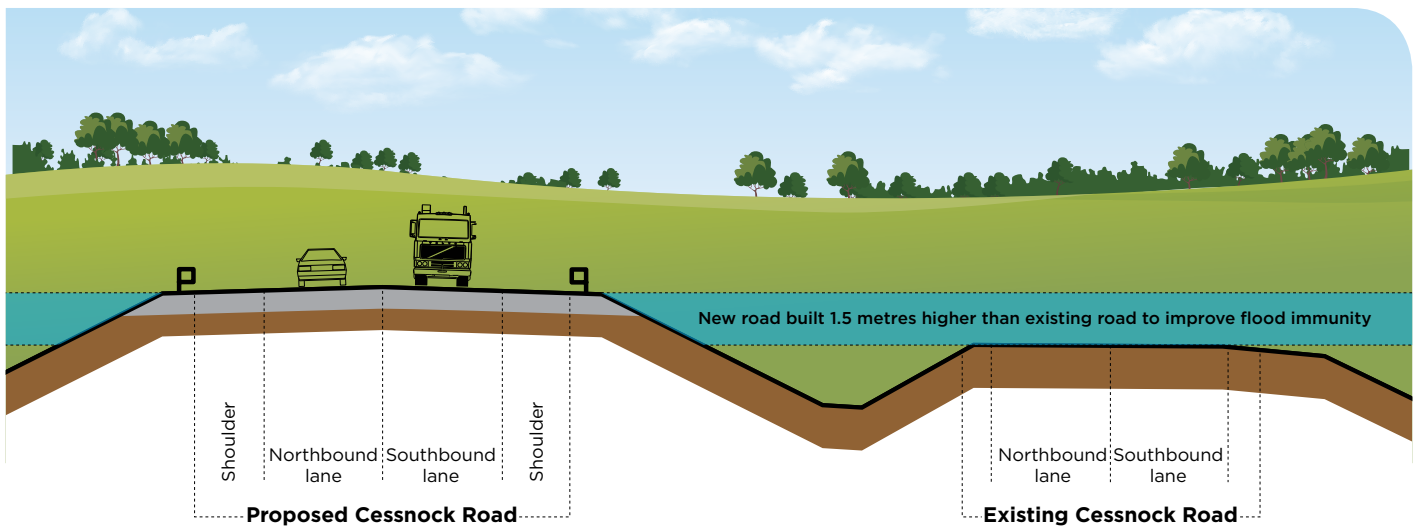 New road built 1.5 metres higher than existing road to improve flood immunity
Shoulder
Northbound
lane
Southbound
lane
Shoulder
Northbound
lane
Southbound
lane
Proposed Cessnock Road
Existing Cessnock Road